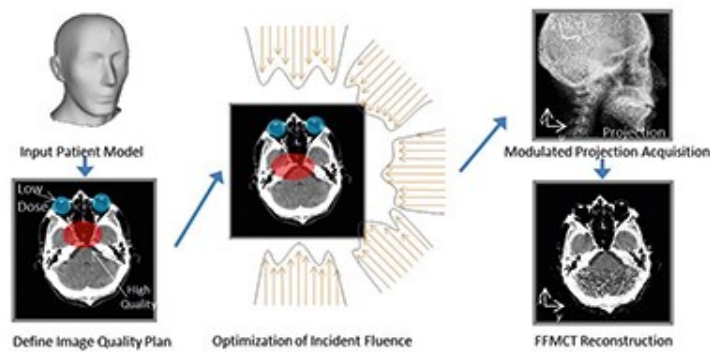 Input Patient Model
Low
Dose
High
Quality
Define Image Quality Plan
Optimization of Incident Fluence
Projection
Modulated Projection Acquisition
y
FFMCT Reconstruction